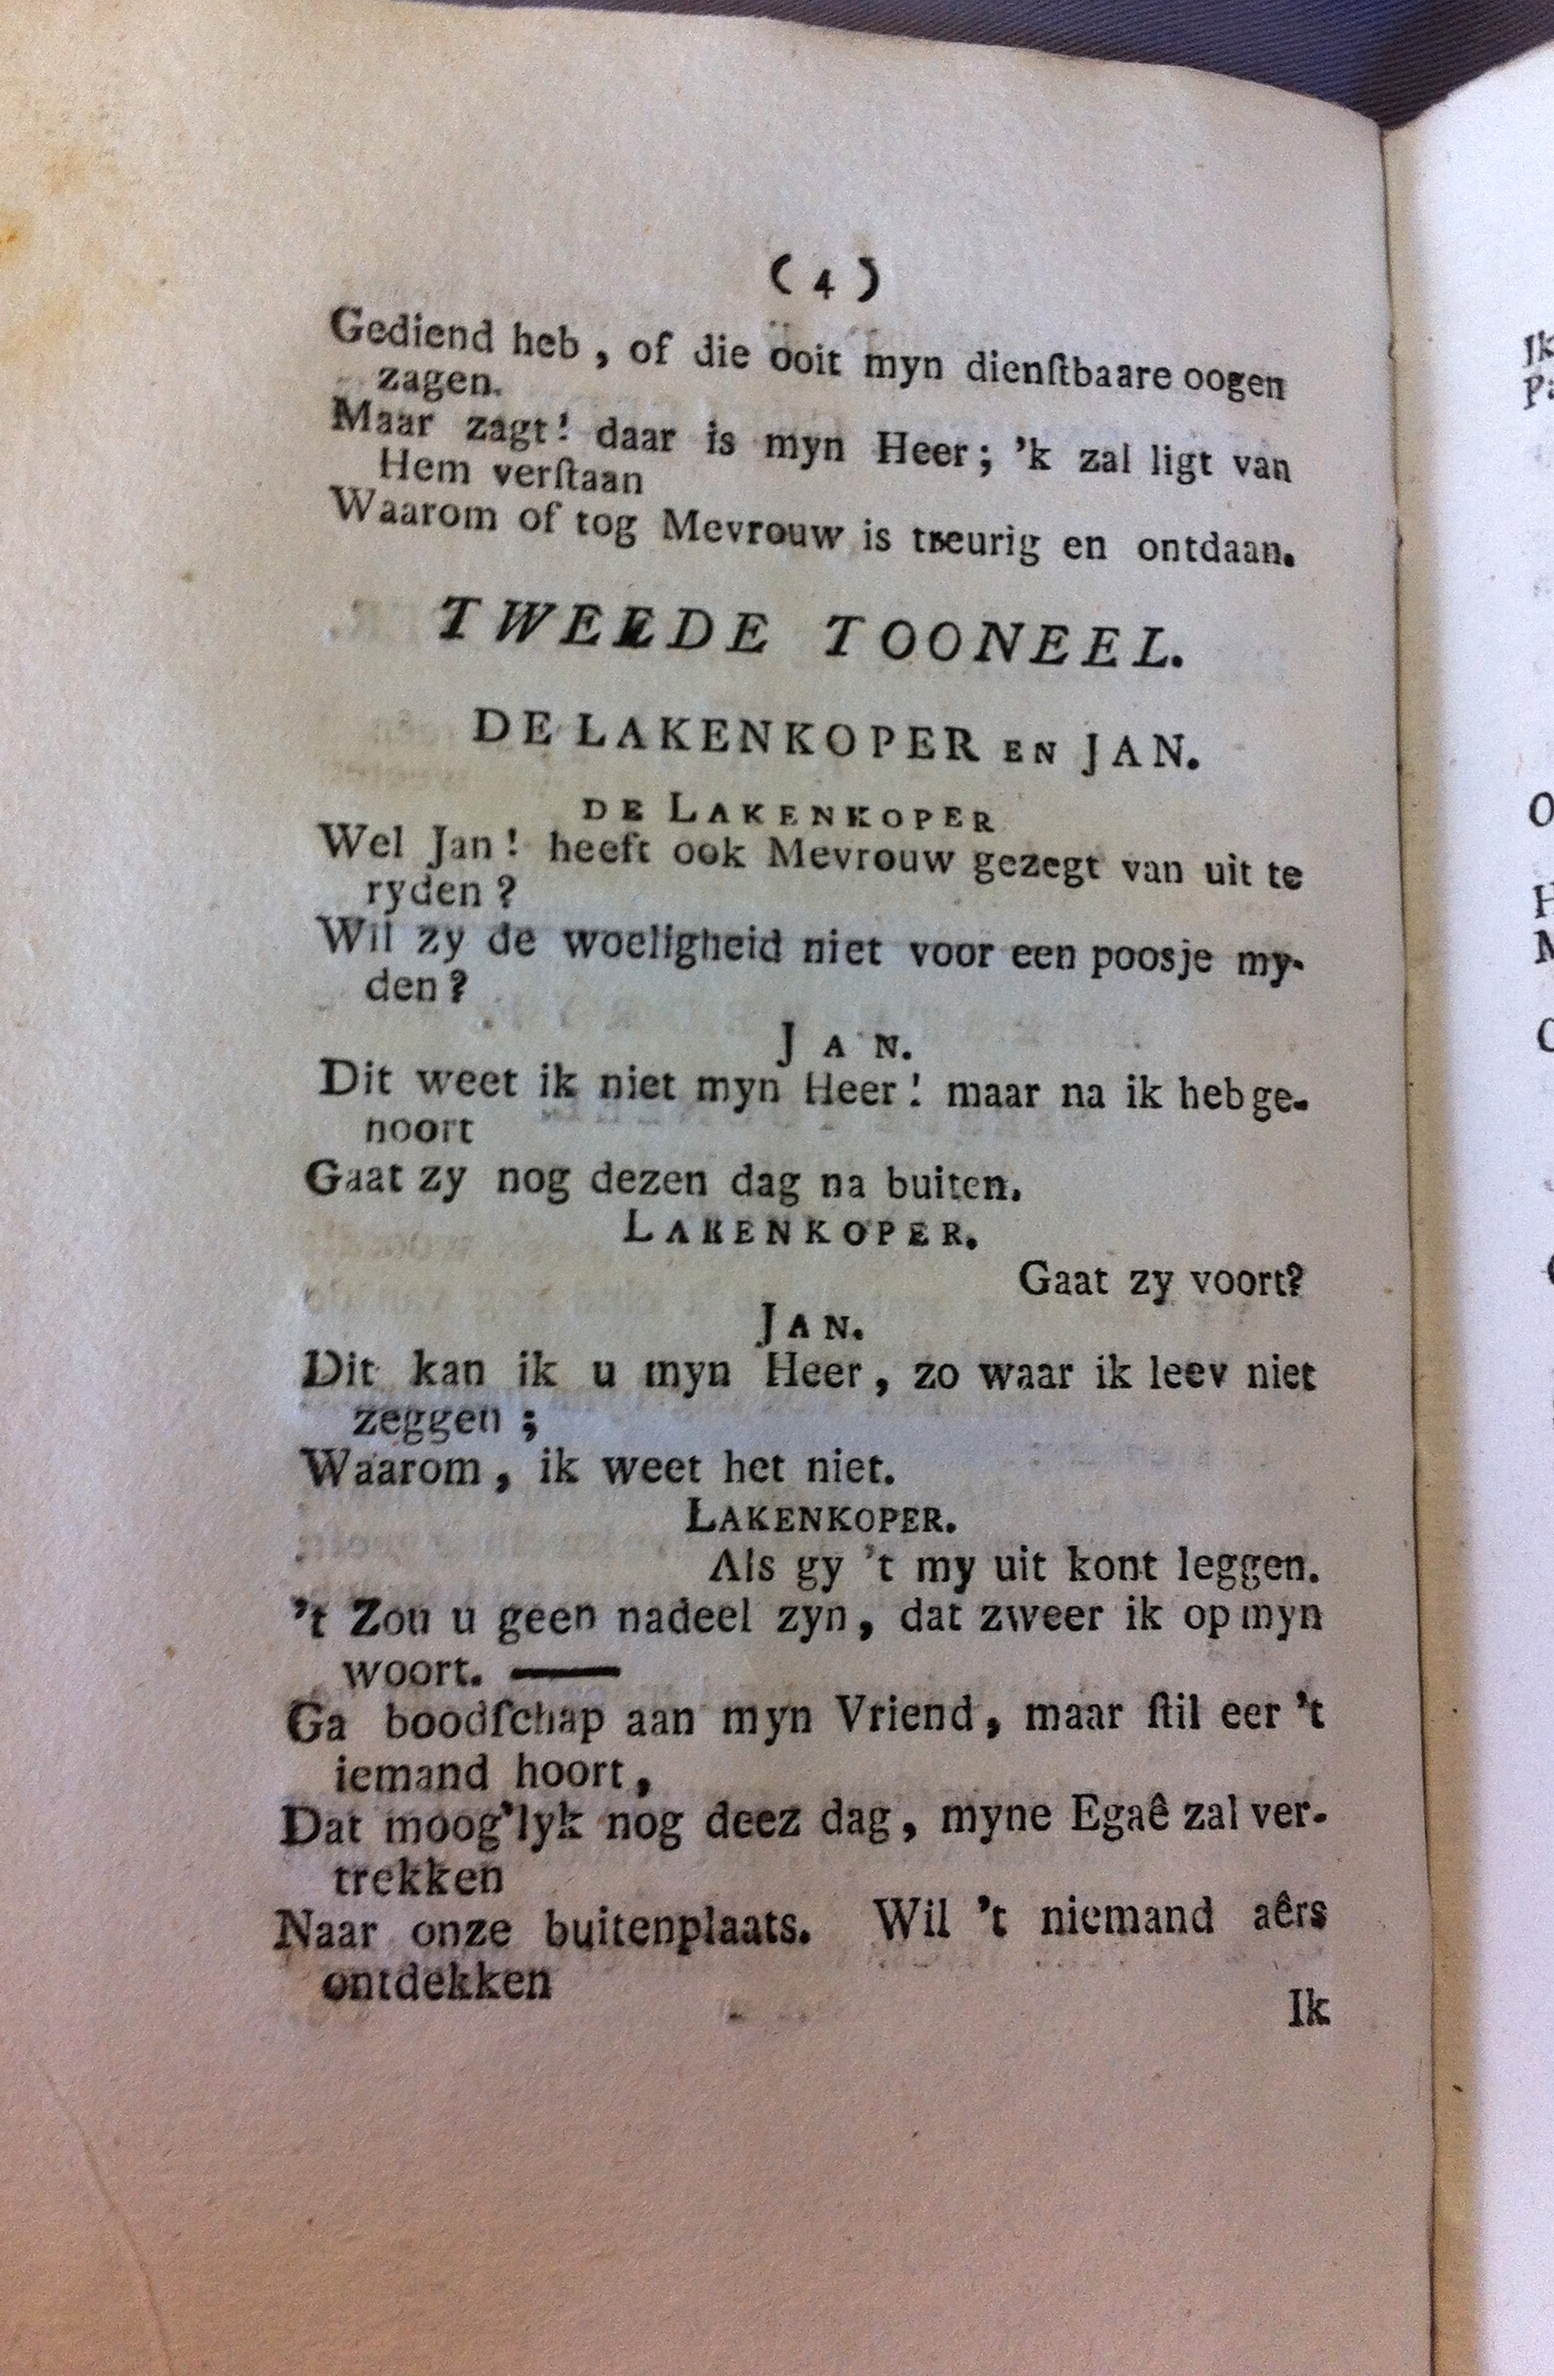 ( 4 )
Gediend heb, of die ooit myn dienſtbaare oogen
zagen.
Maar zagt! daar is myn Heer; 'k zal ligt van
Hem verſtaan
Waarom of tog Mevrouw is treurig en ontdaan.
TWEEDE TOONEEL.
DE LAKENKOPER EN JAN.
DE LAKENKOPER
Wel Jan! heeft ook Mevrouw gezegt van uit te
ryden?
Wil zy de woeligheid niet voor een poosje my-
den?
JAN.
Dit weet ik niet myn Heer! maar na ik heb ge-
hoort
Gaat zy nog dezen dag na buiten.
LAKENKOPER.
Gaat zy voort?
JAN.
Dit kan ik u myn Heer, zo waar ik leev niet
zeggen;
Waarom, ik weet het niet.
LAKENKOPER.
Als gy 't my uit kont leggen.
't Zou u geen nadeel zyn, dat zweer ik op myn
woort. —
Ga boodſchap aan myn Vriend, maar ſtil eer 't
iemand hoort,
Dat moog'lyk nog deez dag, myne Egaê zal ver-
trekken
Naar onze buitenplaats. Wil 't niemand aêrs
ontdekken
Ik